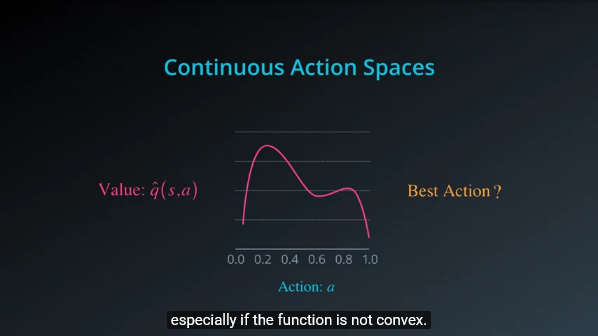 Continuous Action Spaces
Value: q̂(s,a)
Best Action ?
0.0 0.2 0.4 0.6 0.8 1.0
Action: a
especially if the function is not convex.